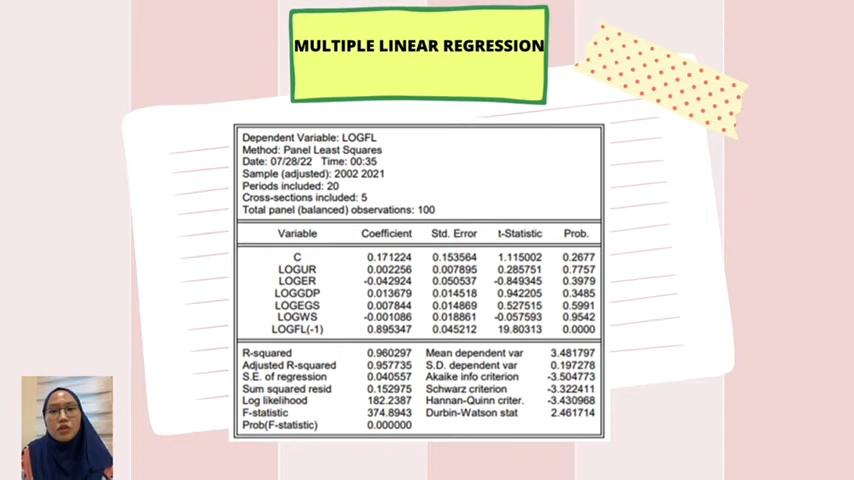 MULTIPLE LINEAR REGRESSION
Dependent Variable: LOGFL
Method: Panel Least Squares
Date: 07/28/22 Time: 00:35
Sample (adjusted): 2002 2021
Periods included: 20
Cross-sections included: 5
Total panel (balanced) observations: 100
Variable Coefficient Std. Error t-Statistic Prob.
C 0.171224 0.153564 1.115002 0.2677
LOGUR 0.002256 0.007895 0.285751 0.7757
LOGER -0.042924 0.050537 -0.849345 0.3979
LOGGDP 0.013679 0.014518 0.942205 0.3485
LOGEGS 0.007844 0.014869 0.527515 0.5991
LOGWS -0.001086 0.018861 -0.057593 0.9542
LOGFL(-1) 0.895347 0.045212 19.80313 0.0000
R-squared 0.960297 Mean dependent var 3.481797
Adjusted R-squared 0.957735 S.D. dependent var 0.197278
S.E. of regression 0.040557 Akaike info criterion -3.504773
Sum squared resid 0.152975 Schwarz criterion -3.322411
Log likelihood 182.2387 Hannan-Quinn criter. -3.430968
F-statistic 374.8943 Durbin-Watson stat 2.461714
Prob(F-statistic) 0.000000